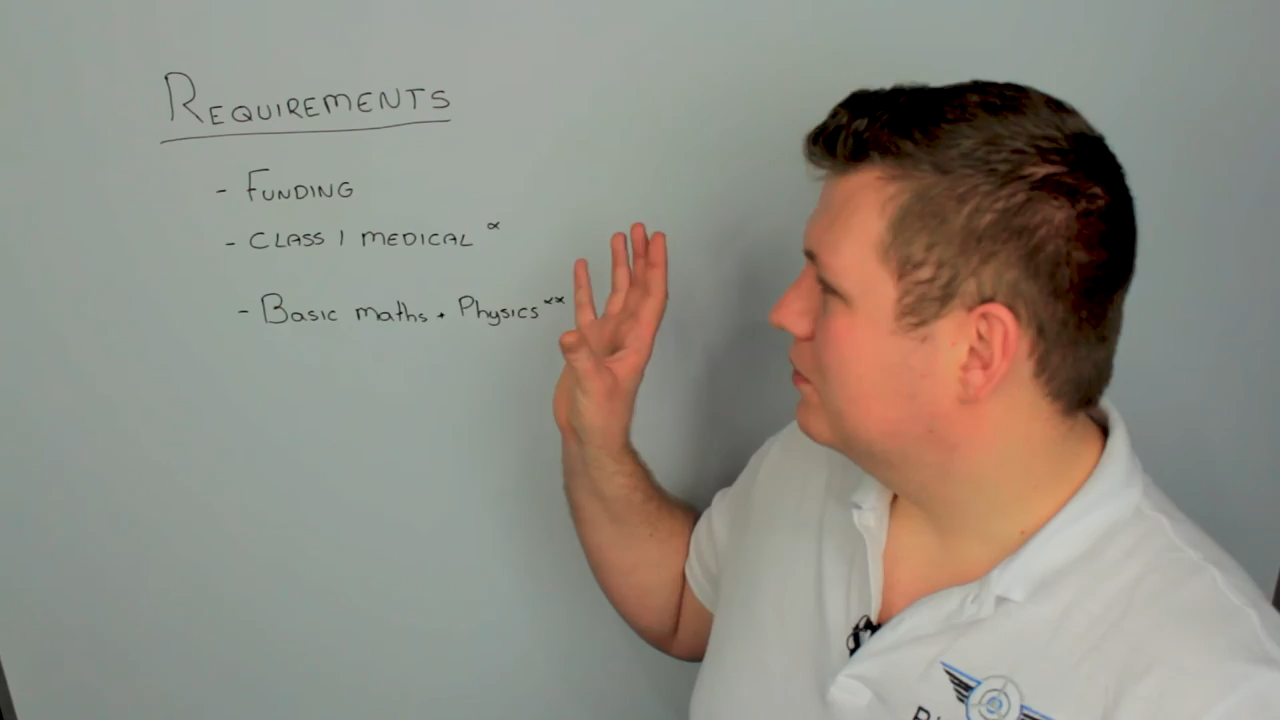 REQUIREMENTS
- FUNDING
- CLASS 1 MEDICAL *
- Basic maths + Physics **